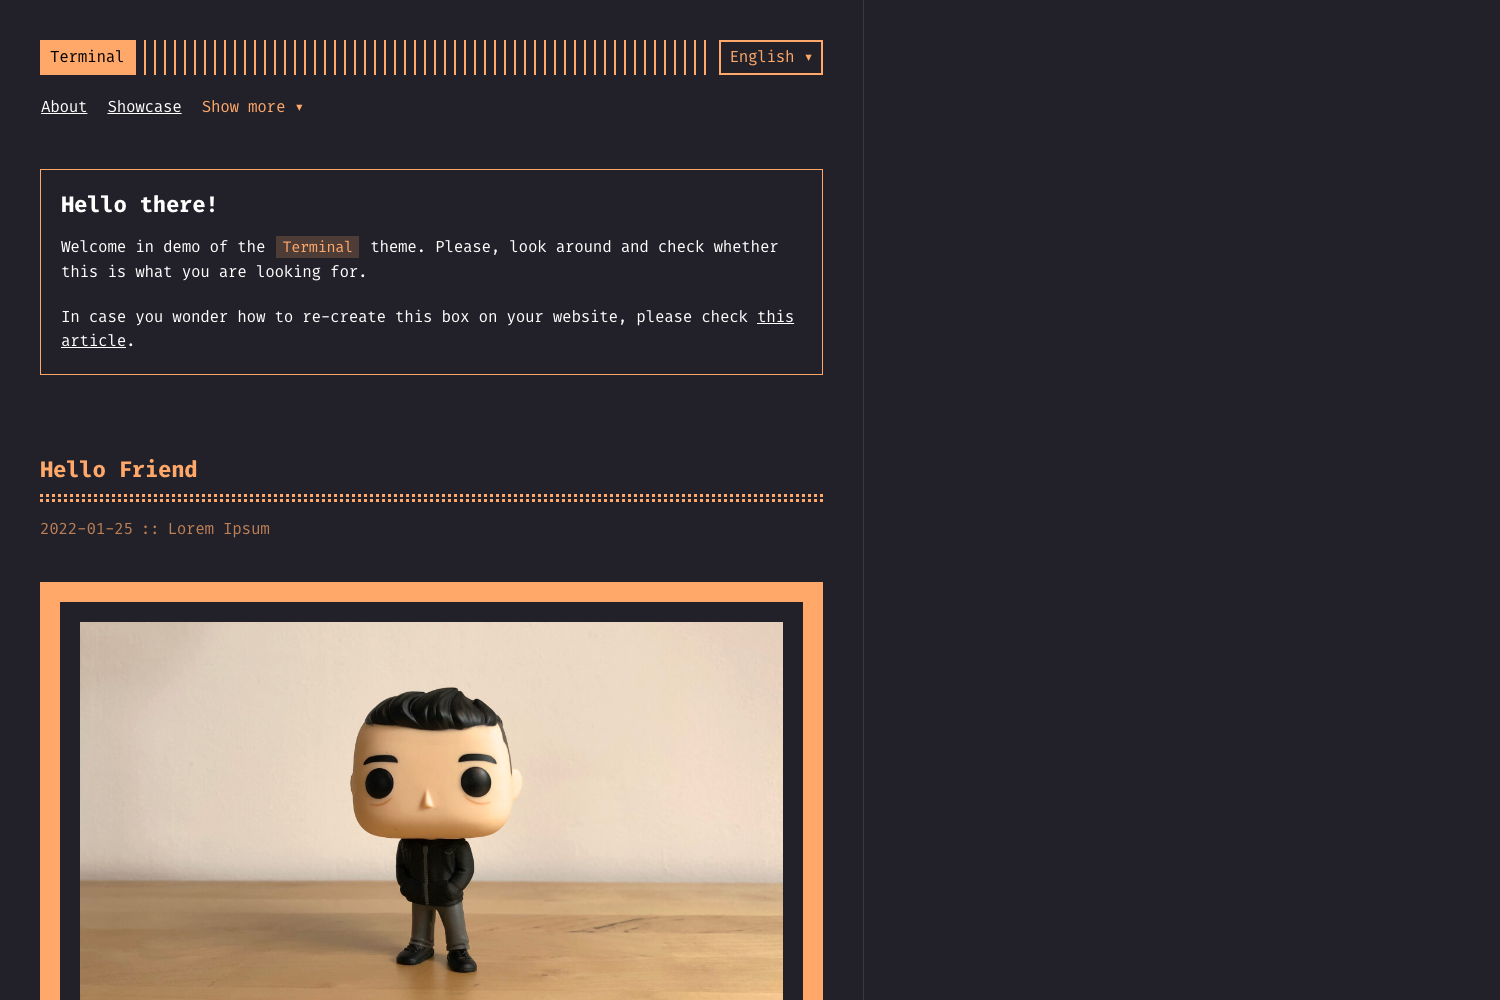 Terminal
English ▾
About Showcase Show more ▾
Hello there!
Welcome in demo of the Terminal theme. Please, look around and check whether
this is what you are looking for.
In case you wonder how to re-create this box on your website, please check this
article.
Hello Friend
2022-01-25 :: Lorem Ipsum